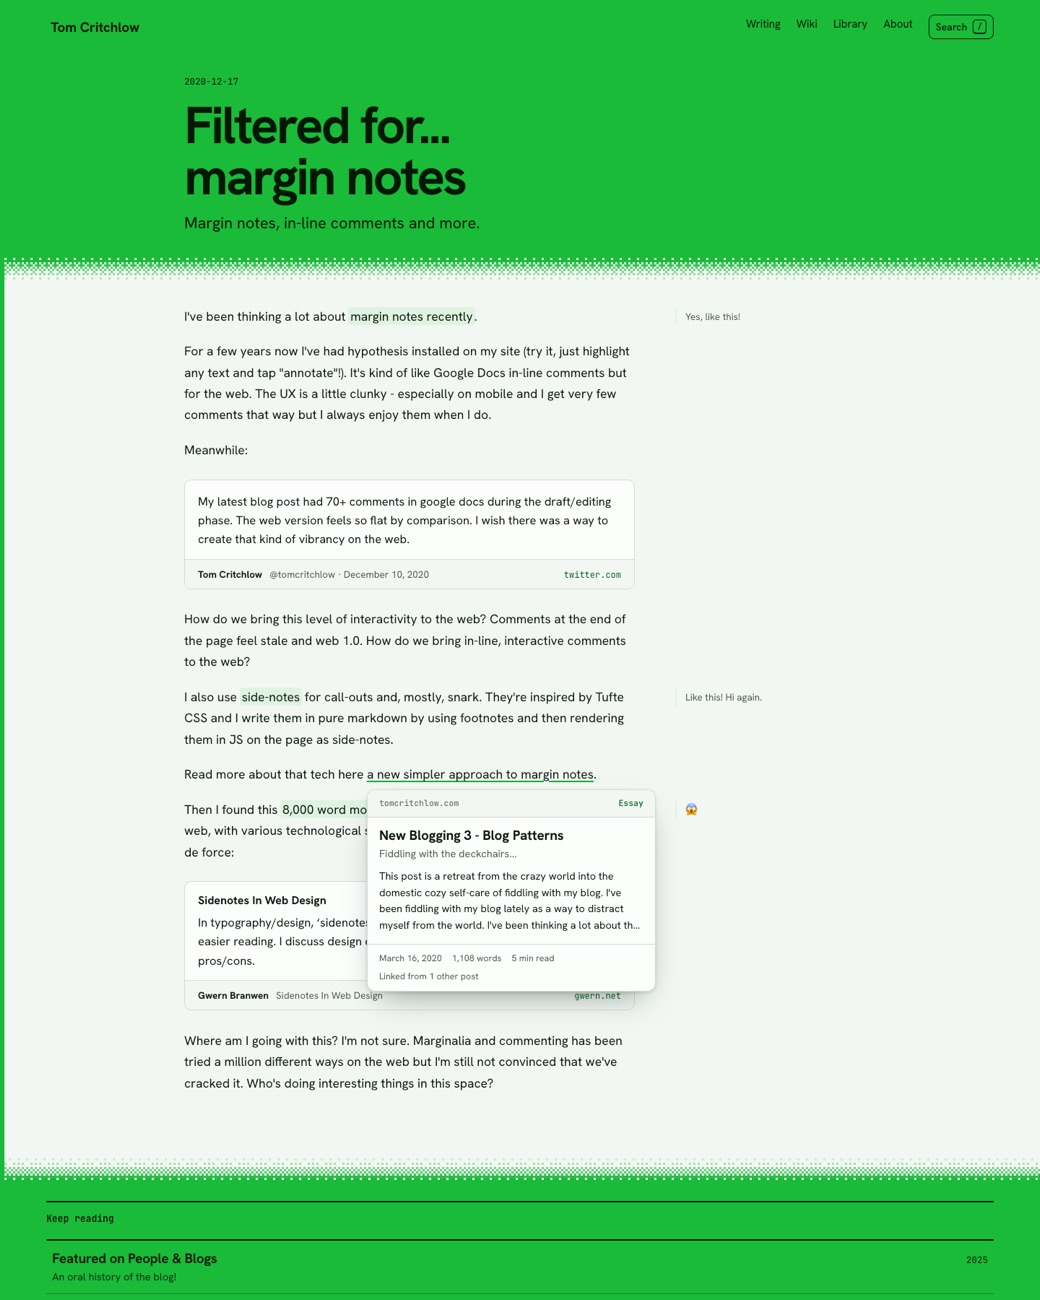 Tom Critchlow
Writing Wiki Library About Search /
2020-12-17
Filtered for...
margin notes
Margin notes, in-line comments and more.
I've been thinking a lot about margin notes recently.
Yes, like this!
For a few years now I've had hypothesis installed on my site (try it, just highlight
any text and tap "annotate"!). It's kind of like Google Docs in-line comments but
for the web. The UX is a little clunky - especially on mobile and I get very few
comments that way but I always enjoy them when I do.
Meanwhile:
My latest blog post had 70+ comments in google docs during the draft/editing
phase. The web version feels so flat by comparison. I wish there was a way to
create that kind of vibrancy on the web.
Tom Critchlow @tomcritchlow · December 10, 2020 twitter.com
How do we bring this level of interactivity to the web? Comments at the end of
the page feel stale and web 1.0. How do we bring in-line, interactive comments
to the web?
I also use side-notes for call-outs and, mostly, snark. They're inspired by Tufte
CSS and I write them in pure markdown by using footnotes and then rendering
them in JS on the page as side-notes.
Like this! Hi again.
Read more about that tech here a new simpler approach to margin notes.
Then I found this 8,000 word
web, with various technological
de force:
😱
tomcritchlow.com Essay
New Blogging 3 - Blog Patterns
Fiddling with the deckchairs...
This post is a retreat from the crazy world into the
domestic cozy self-care of fiddling with my blog. I've
been fiddling with my blog lately as a way to distract
myself from the world. I've been thinking a lot about th...
March 16, 2020 1,108 words 5 min read
Linked from 1 other post
Sidenotes In Web Design
In typography/design, ‘sidenotes
easier reading. I discuss design
pros/cons.
Gwern Branwen Sidenotes In Web Design gwern.net
Where am I going with this? I'm not sure. Marginalia and commenting has been
tried a million different ways on the web but I'm still not convinced that we've
cracked it. Who's doing interesting things in this space?
Keep reading
Featured on People & Blogs 2025
An oral history of the blog!